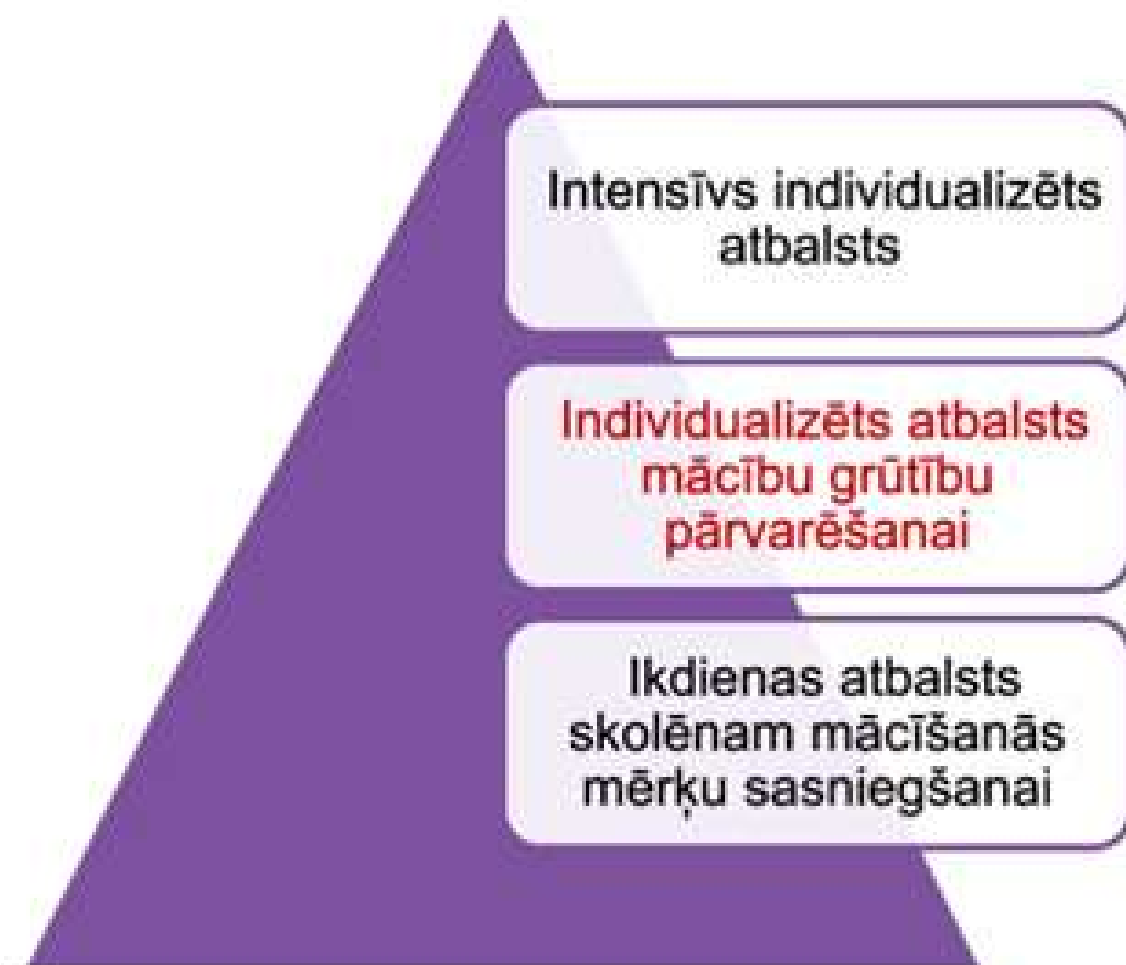 Intensīvs individualizēts
atbalsts
Individualizēts atbalsts
mācību grūtību
pārvarēšanai
Ikdienas atbalsts
skolēnam mācīšanās
mērķu sasniegšanai